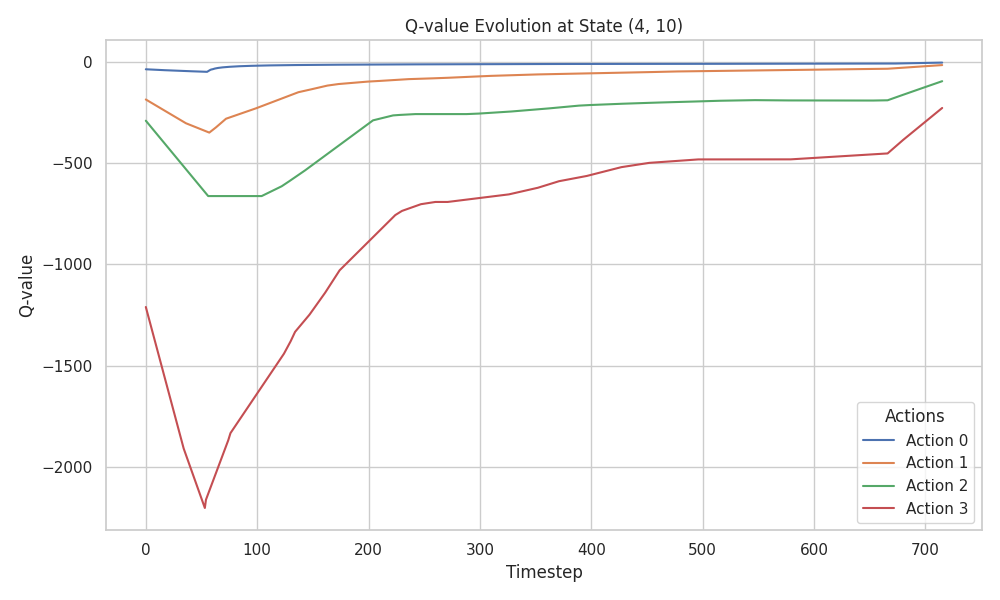 Q-value Evolution at State (4, 10)
0
−500
−1000
−1500
−2000
Q-value
0 100 200 300 400 500 600 700
Timestep
Actions
Action 0
Action 1
Action 2
Action 3